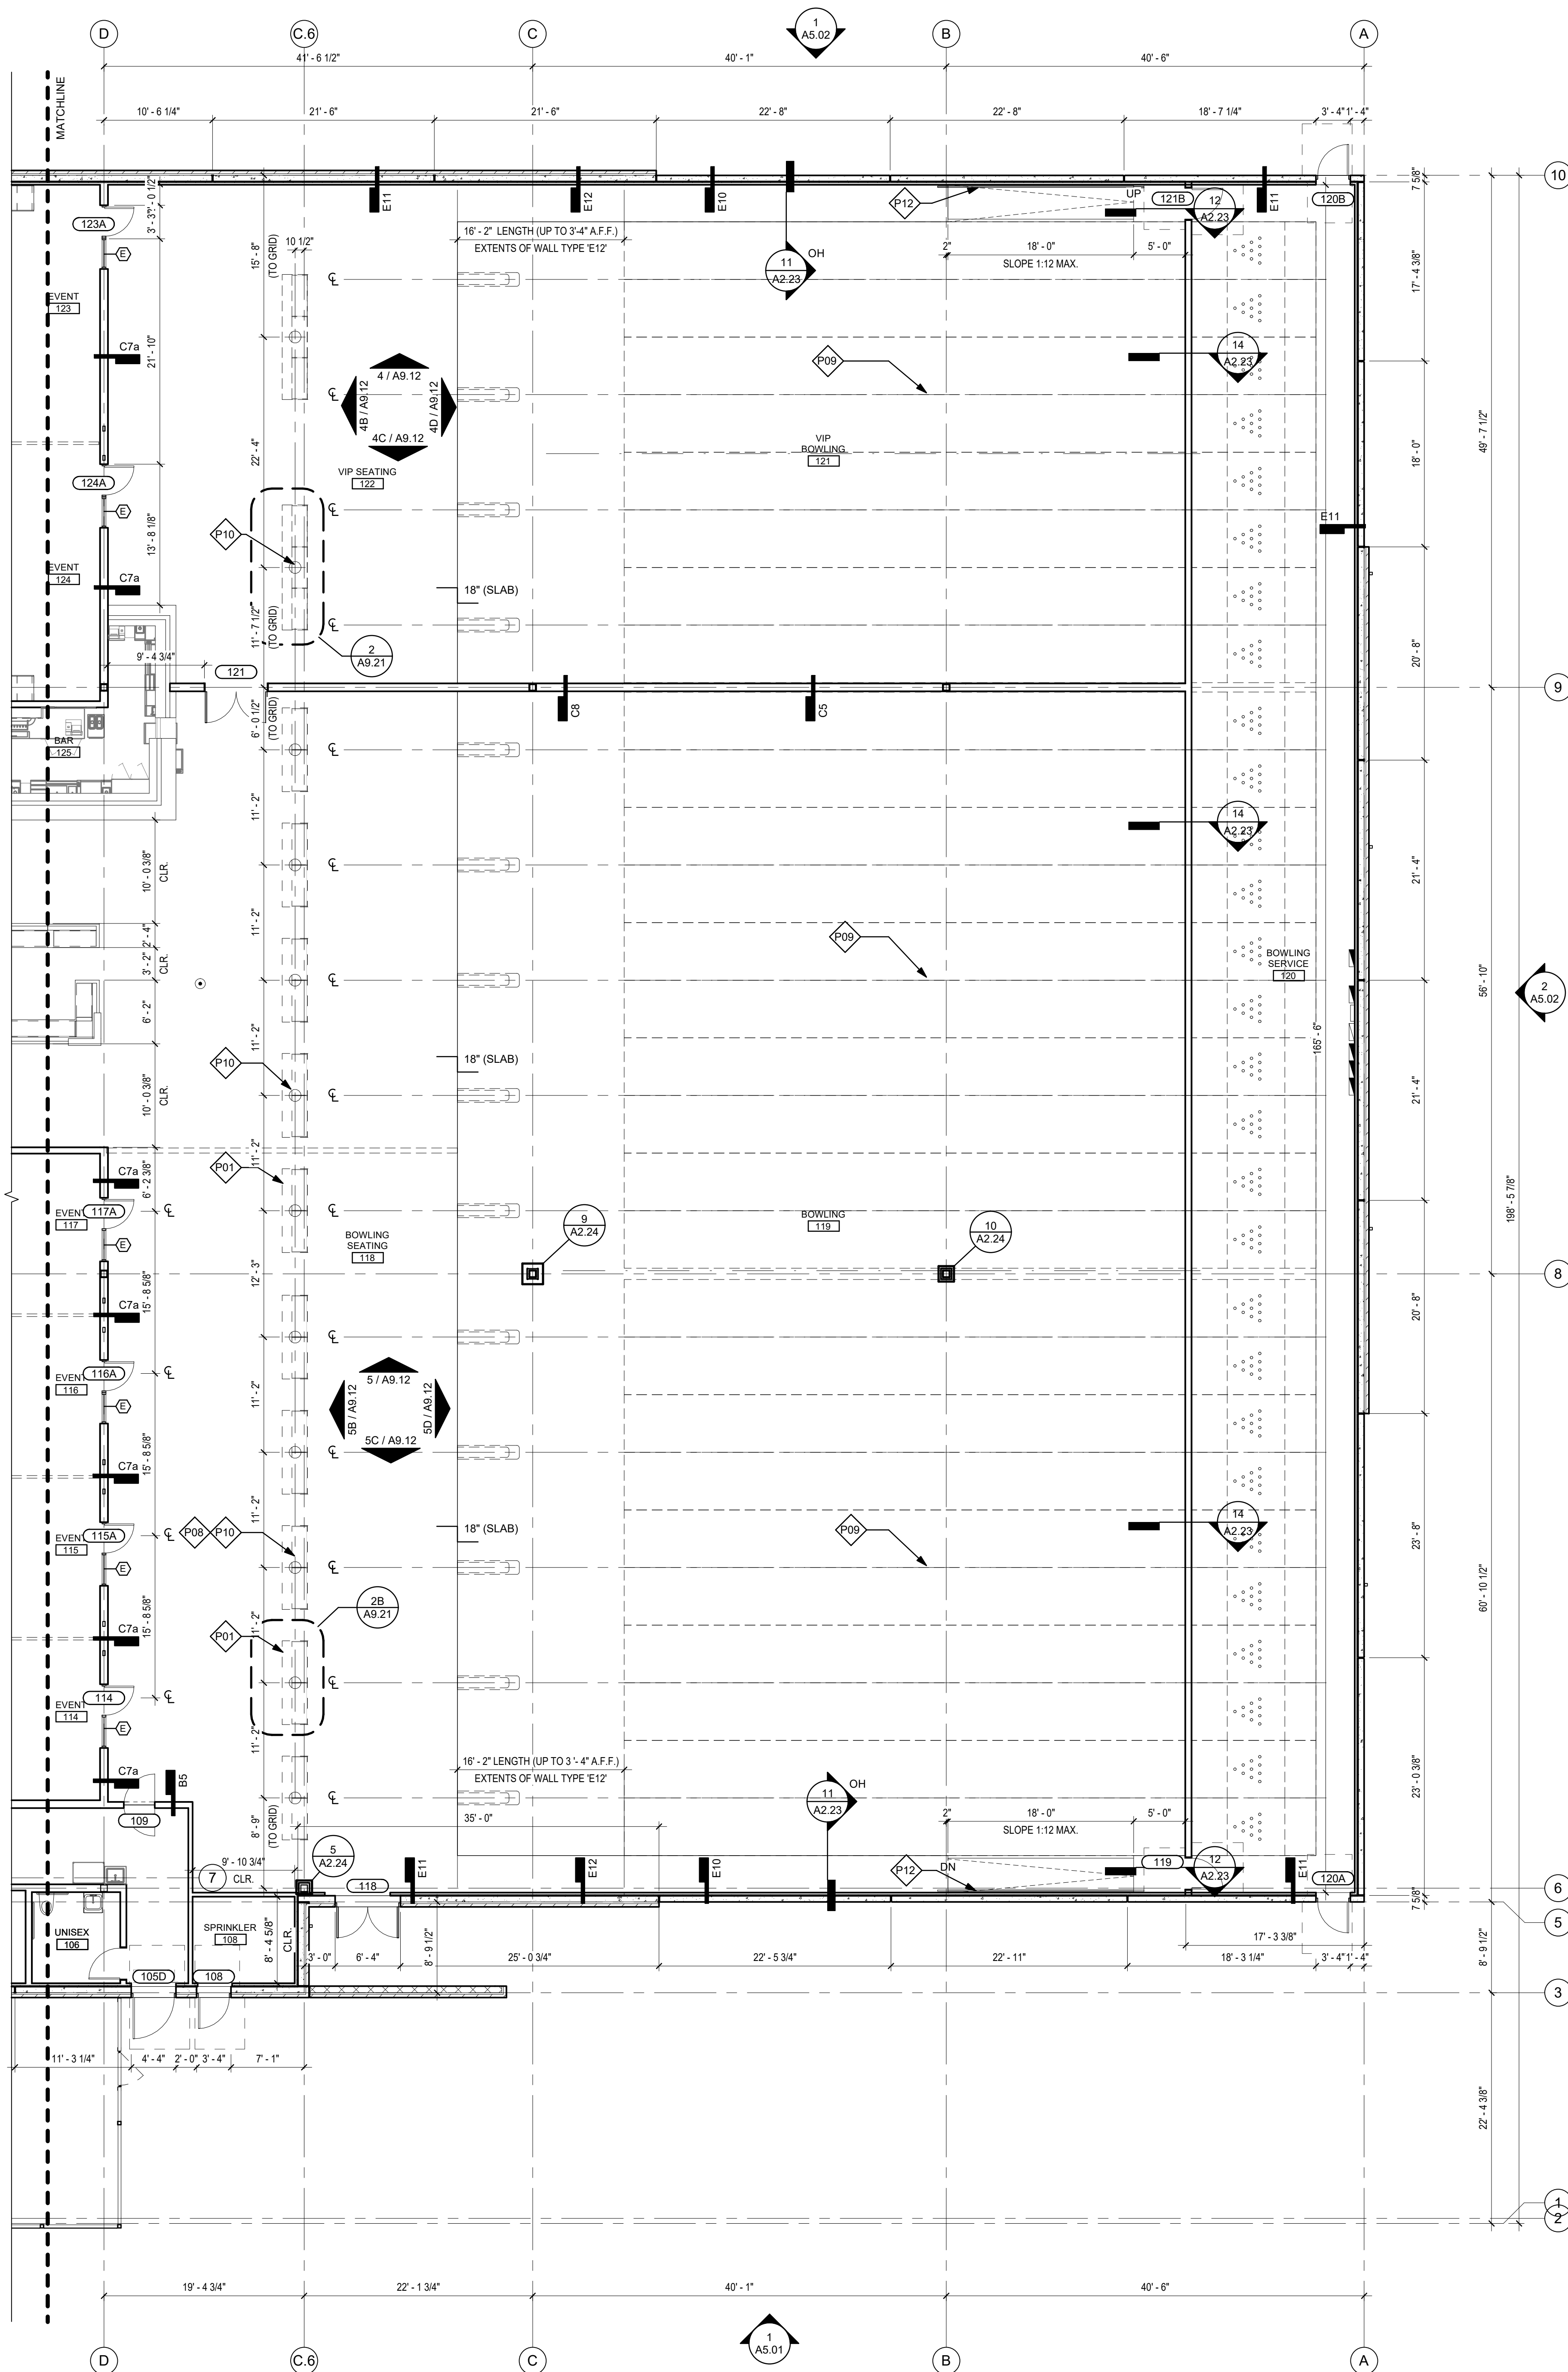 D
C.6
C
B
A
1
A5.02
41' - 6 1/2"
40' - 1"
40' - 6"
MATCHLINE
10' - 6 1/4"
21' - 6"
21' - 6"
22' - 8"
22' - 8"
18' - 7 1/4"
3' - 4"
1' - 4"
10
7 5/8"
E11
E12
E10
P12
UP
121B
12
A2.23
E11
120B
123A
3' - 3"
E
10 1/2"
15' - 8"
(TO GRID)
16' - 2" LENGTH (UP TO 3'-4" A.F.F.)
EXTENTS OF WALL TYPE 'E12'
11
A2.23
OH
2"
18' - 0"
5' - 0"
SLOPE 1:12 MAX.
17' - 4 3/8"
EVENT
123
C7a
21' - 10"
4 / A9.12
4B / A9.12
4D / A9.12
4C / A9.12
P09
14
A2.23
22' - 4"
VIP
BOWLING
121
VIP SEATING
122
18' - 0"
49' - 7 1/2"
124A
E
13' - 8 1/8"
P10
E11
EVENT
124
C7a
18" (SLAB)
11' - 7 1/2"
(TO GRID)
2
A9.21
9' - 4 3/4"
121
20' - 8"
9
6' - 0 1/2"
(TO GRID)
C8
C5
BAR
125
11' - 2"
14
A2.23
10' - 0 3/8"
CLR.
21' - 4"
11' - 2"
2' - 4"
3' - 2"
CLR.
P09
BOWLING
SERVICE
120
56' - 10"
2
A5.02
6' - 2"
11' - 2"
165' - 6"
10' - 0 3/8"
CLR.
P10
18" (SLAB)
21' - 4"
11' - 2"
C7a
6' - 2 3/8"
P01
198' - 5 7/8"
EVENT
117
117A
E
BOWLING
SEATING
118
9
A2.24
BOWLING
119
10
A2.24
12' - 3"
8
C7a
15' - 8 5/8"
20' - 8"
EVENT
116
116A
E
11' - 2"
5 / A9.12
5B / A9.12
5D / A9.12
5C / A9.12
C7a
15' - 8 5/8"
11' - 2"
EVENT
115
115A
E
P08
P10
18" (SLAB)
P09
14
A2.23
23' - 8"
60' - 10 1/2"
C7a
15' - 8 5/8"
P01
11' - 2"
2B
A9.21
EVENT
114
114
E
11' - 2"
C7a
B5
16' - 2" LENGTH (UP TO 3 '- 4" A.F.F.)
EXTENTS OF WALL TYPE 'E12'
11
A2.23
OH
2"
18' - 0"
5' - 0"
SLOPE 1:12 MAX.
23' - 0 3/8"
109
8' - 9"
(TO GRID)
35' - 0"
9' - 10 3/4"
CLR.
7
5
A2.24
E11
E12
E10
P12
DN
119
12
A2.23
E11
120A
118
6
7 5/8"
5
UNISEX
106
SPRINKLER
108
8' - 4 5/8"
CLR.
3' - 0"
6' - 4"
8' - 9 1/2"
25' - 0 3/4"
22' - 5 3/4"
22' - 11"
17' - 3 3/8"
18' - 3 1/4"
3' - 4"
1' - 4"
8' - 9 1/2"
105D
108
3
11' - 3 1/4"
4' - 4"
2' - 0"
3' - 4"
7' - 1"
22' - 4 3/8"
1
2
19' - 4 3/4"
22' - 1 3/4"
40' - 1"
40' - 6"
1
A5.01
D
C.6
C
B
A